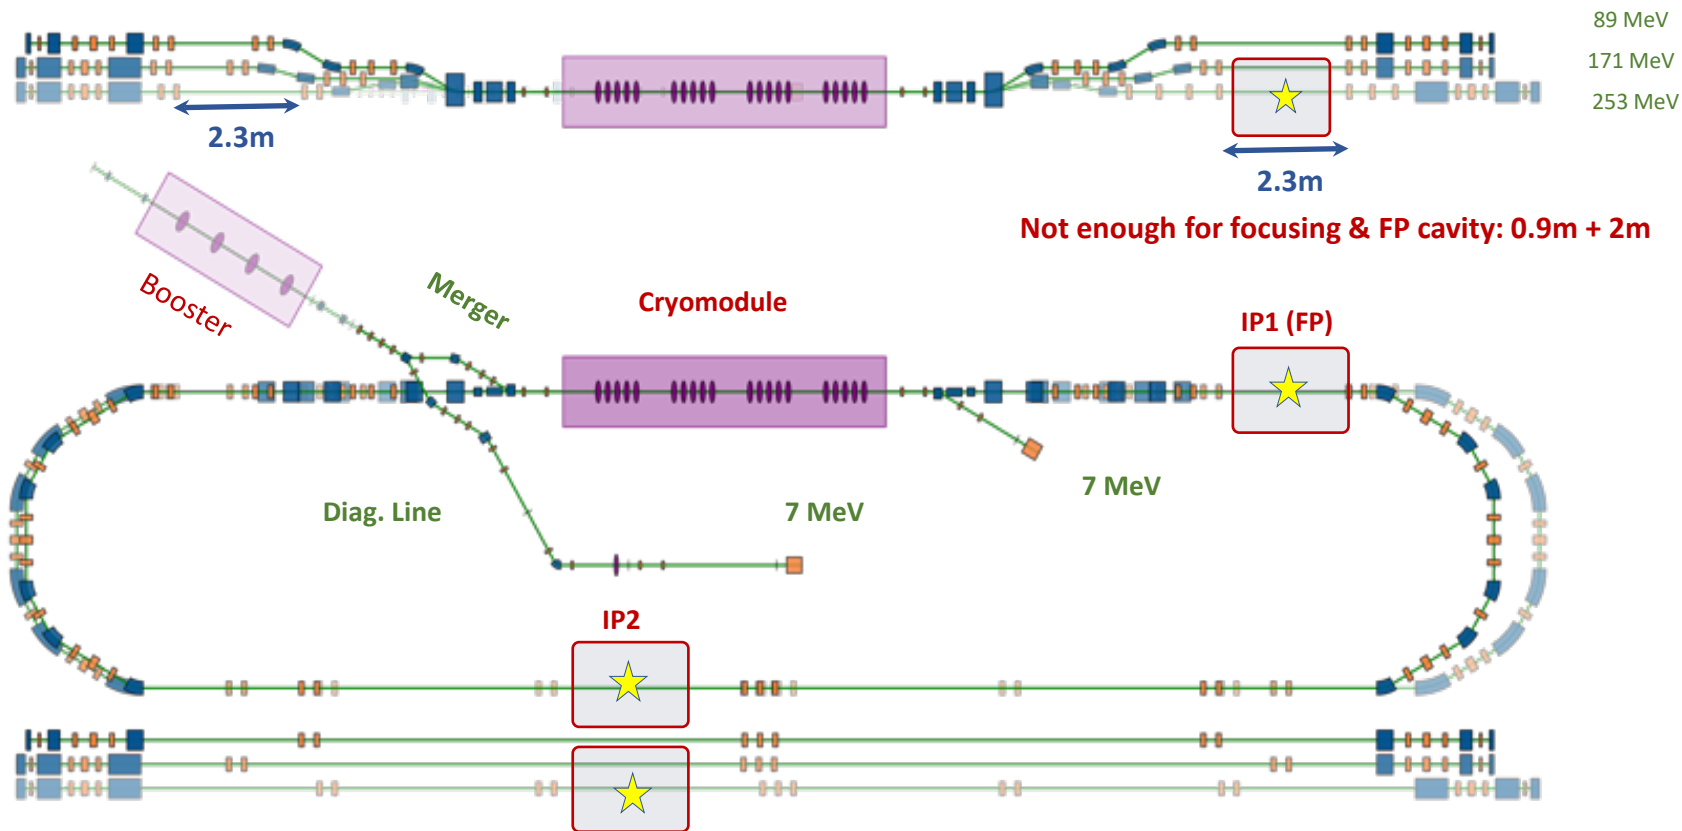 89 MeV
171 MeV
253 MeV
2.3m
2.3m
Not enough for focusing & FP cavity: 0.9m + 2m
Booster
Merger
Cryomodule
IP1 (FP)
7 MeV
Diag. Line
7 MeV
IP2